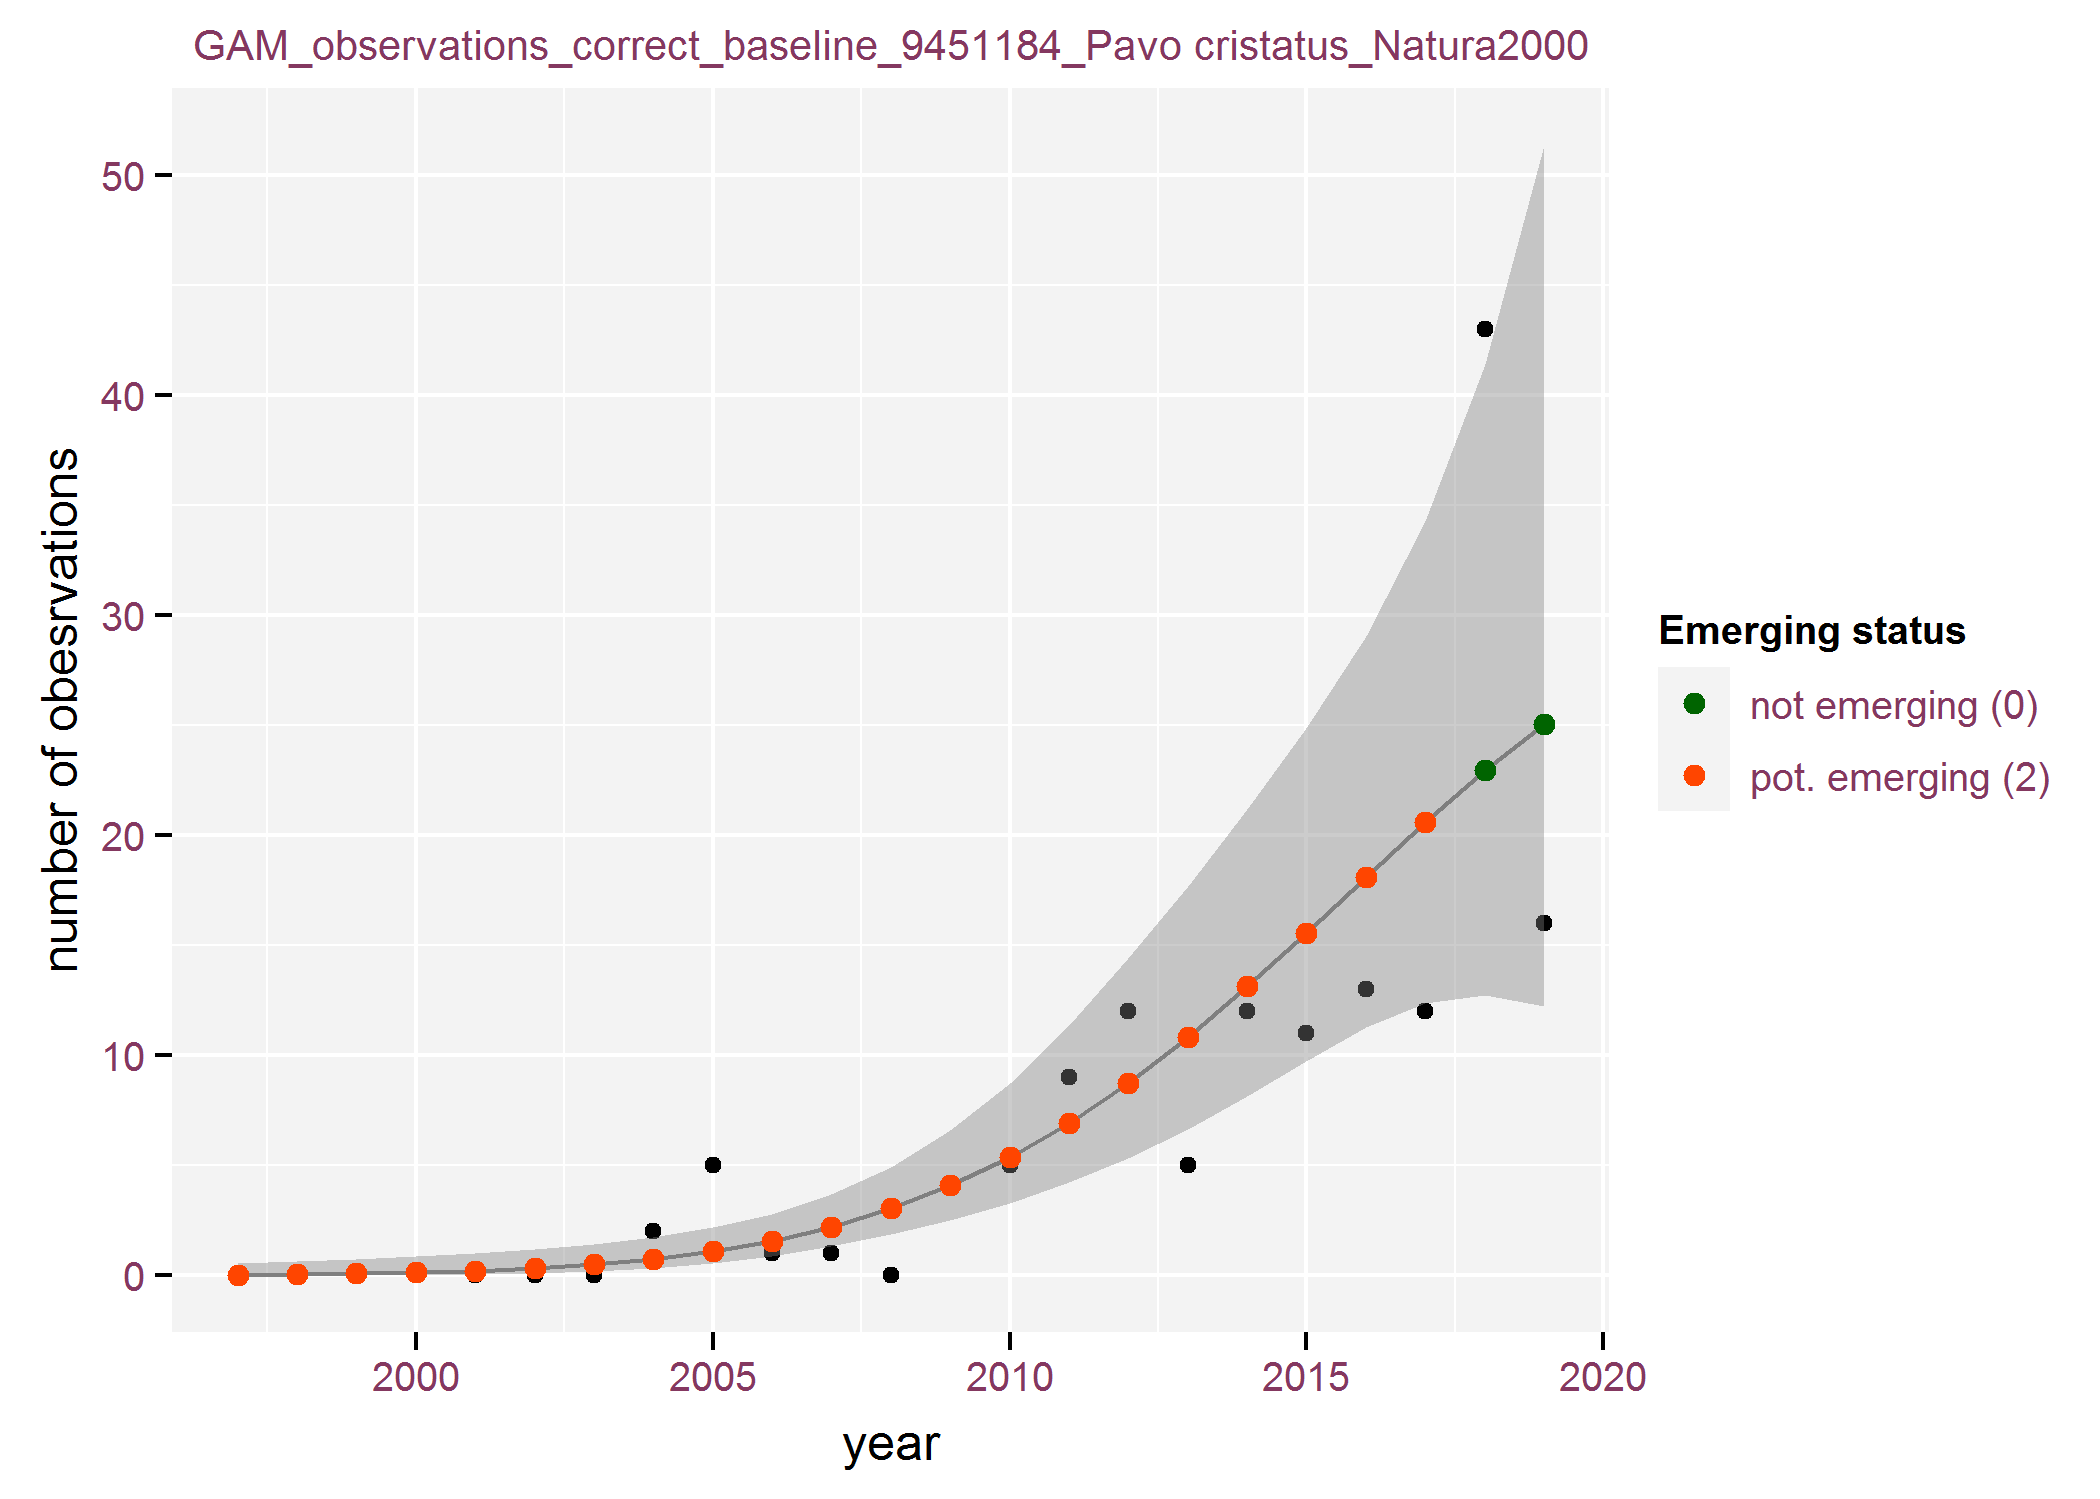 GAM_observations_correct_baseline_9451184_Pavo cristatus_Natura2000
50
40
30
20
10
0
number of obesrvations
2000 2005 2010 2015 2020
year
Emerging status
not emerging (0)
pot. emerging (2)